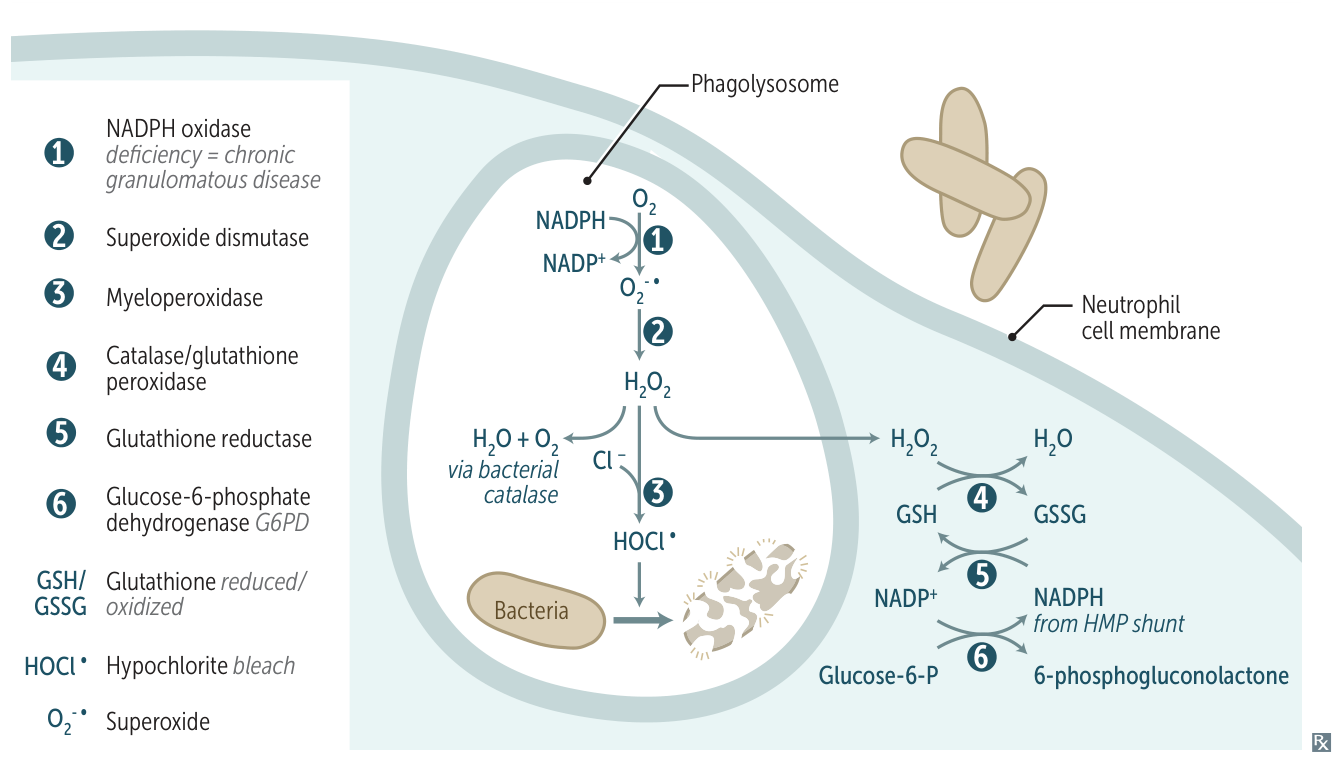 Phagolysosome
1
NADPH oxidase
deficiency = chronic
granulomatous disease
2
Superoxide dismutase
3
Myeloperoxidase
4
Catalase/glutathione
peroxidase
5
Glutathione reductase
6
Glucose-6-phosphate
dehydrogenase G6PD
GSH/
GSSG
Glutathione reduced/
oxidized
HOCl•
Hypochlorite bleach
O₂⁻•
Superoxide
O₂
NADPH
1
NADP⁺
O₂⁻•
2
H₂O₂
H₂O + O₂
via bacterial
catalase
Cl⁻
3
HOCl•
Bacteria
Neutrophil
cell membrane
H₂O₂
H₂O
4
GSH
GSSG
5
NADP⁺
NADPH
from HMP shunt
6
Glucose-6-P
6-phosphogluconolactone
Rx